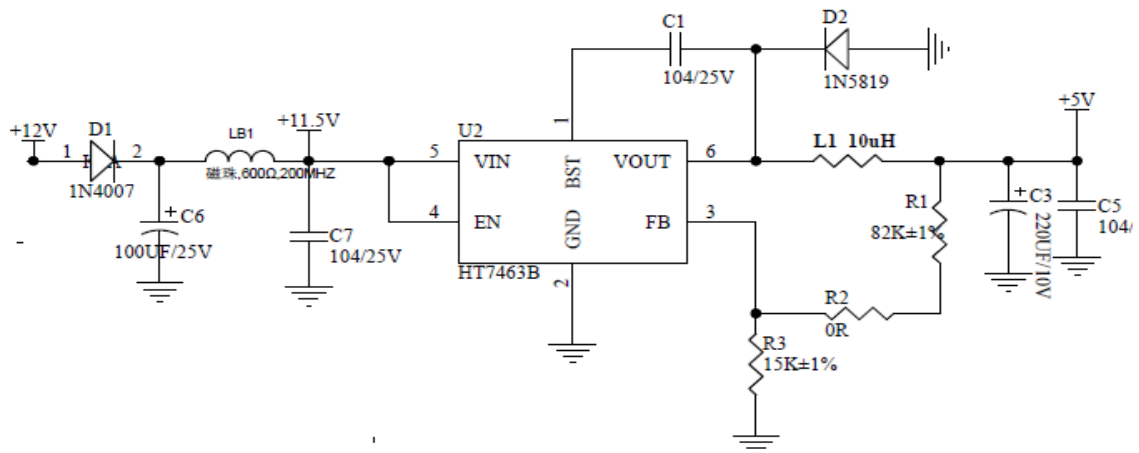 C1
104/25V
D2
1N5819
+12V
1
D1
2
1N4007
LB1
磁珠,600Ω,200MHZ
+11.5V
C6
100UF/25V
C7
104/25V
U2
5
VIN
4
EN
1
BST
GND
2
VOUT
6
FB
3
HT7463B
L1 10uH
+5V
R1
82K±1%
C3
220UF/10V
C5
104/
R2
0R
R3
15K±1%